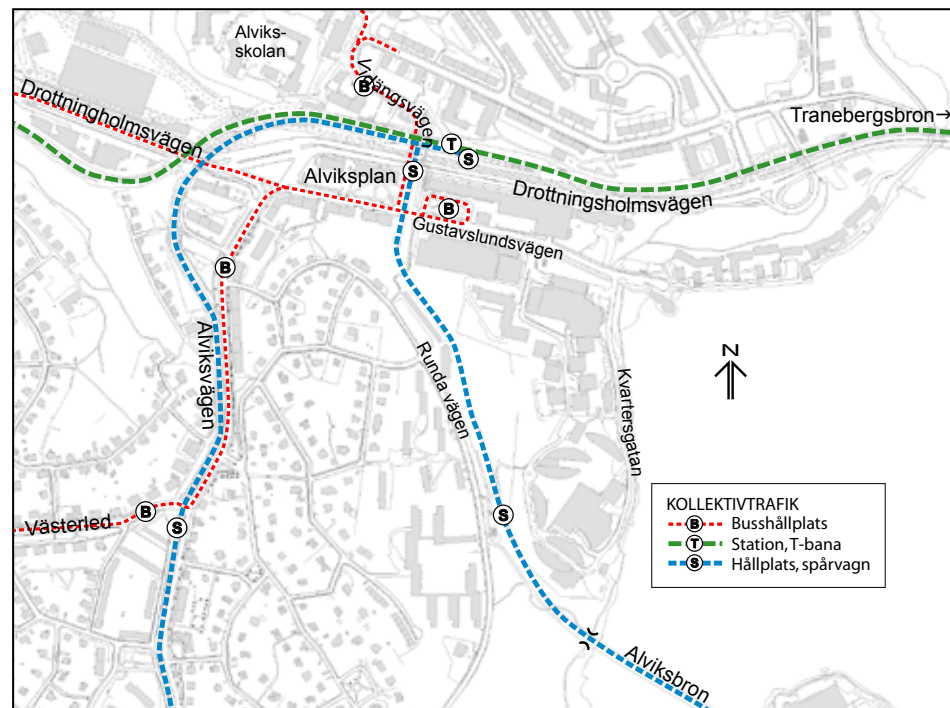 Alviks-
skolan
Vidängsvägen
B
Drottningholmsvägen
Tranebergsbron→
T
S
S
Alviksplan
Drottningsholmsvägen
B
Gustavslundsvägen
B
Alviksvägen
Runda vägen
Kvartersgatan
N
B
S
S
Västerled
KOLLEKTIVTRAFIK
B Busshållplats
T Station, T-bana
S Hållplats, spårvagn
Alviksbron